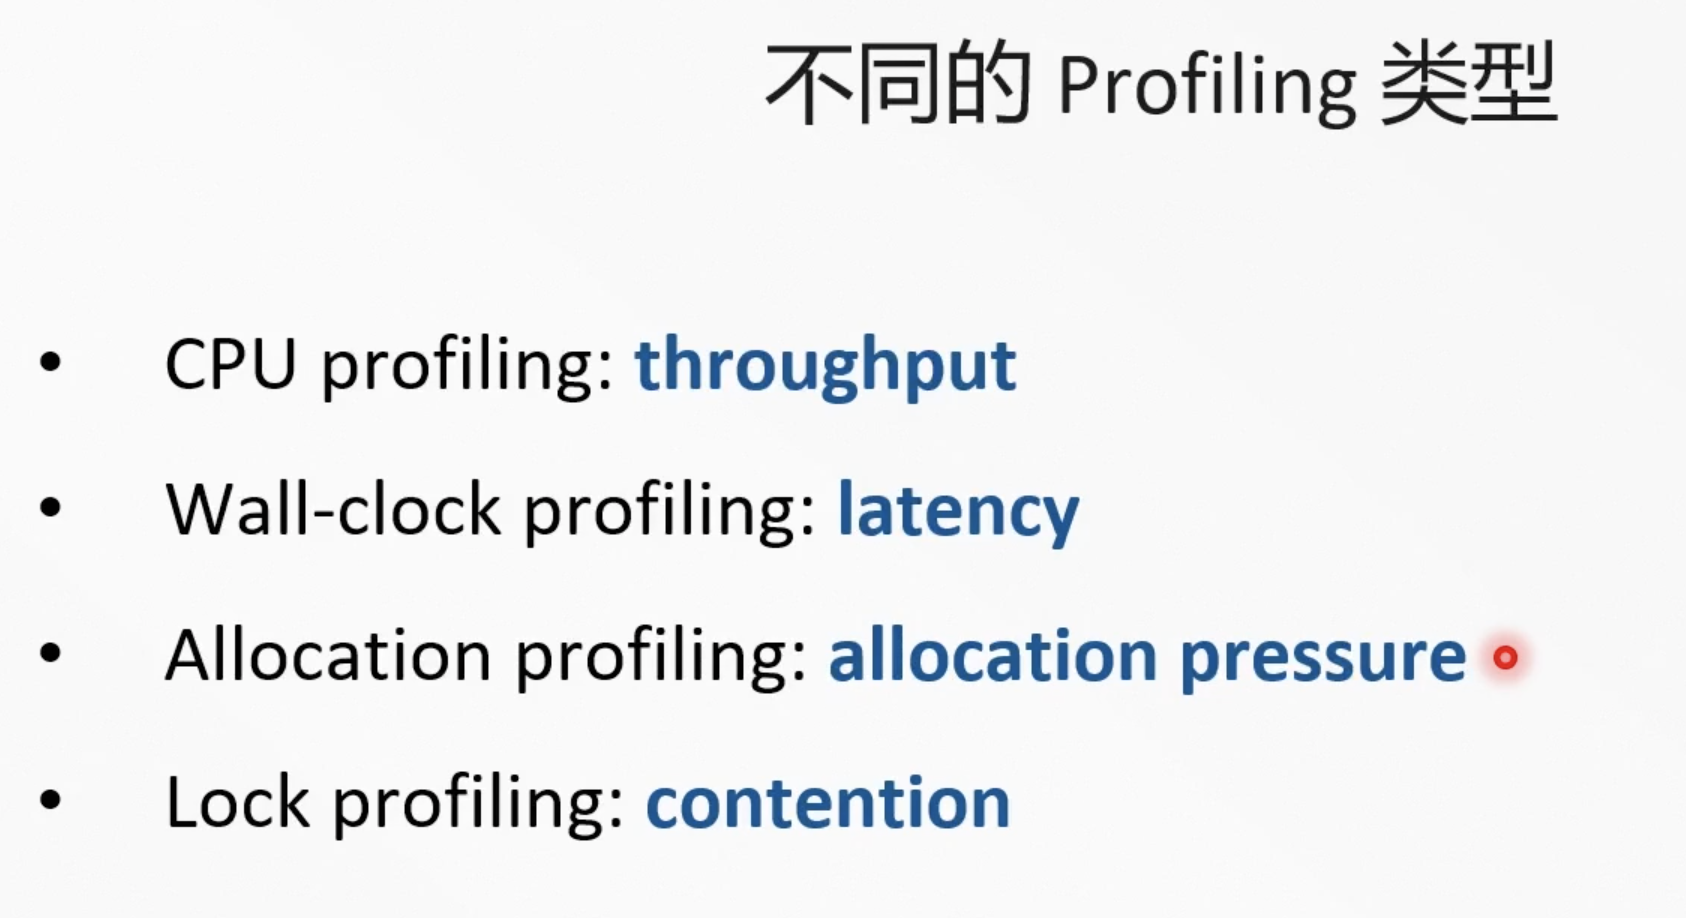 不同的 Profiling 类型
• CPU profiling: throughput
• Wall-clock profiling: latency
• Allocation profiling: allocation pressure
• Lock profiling: contention